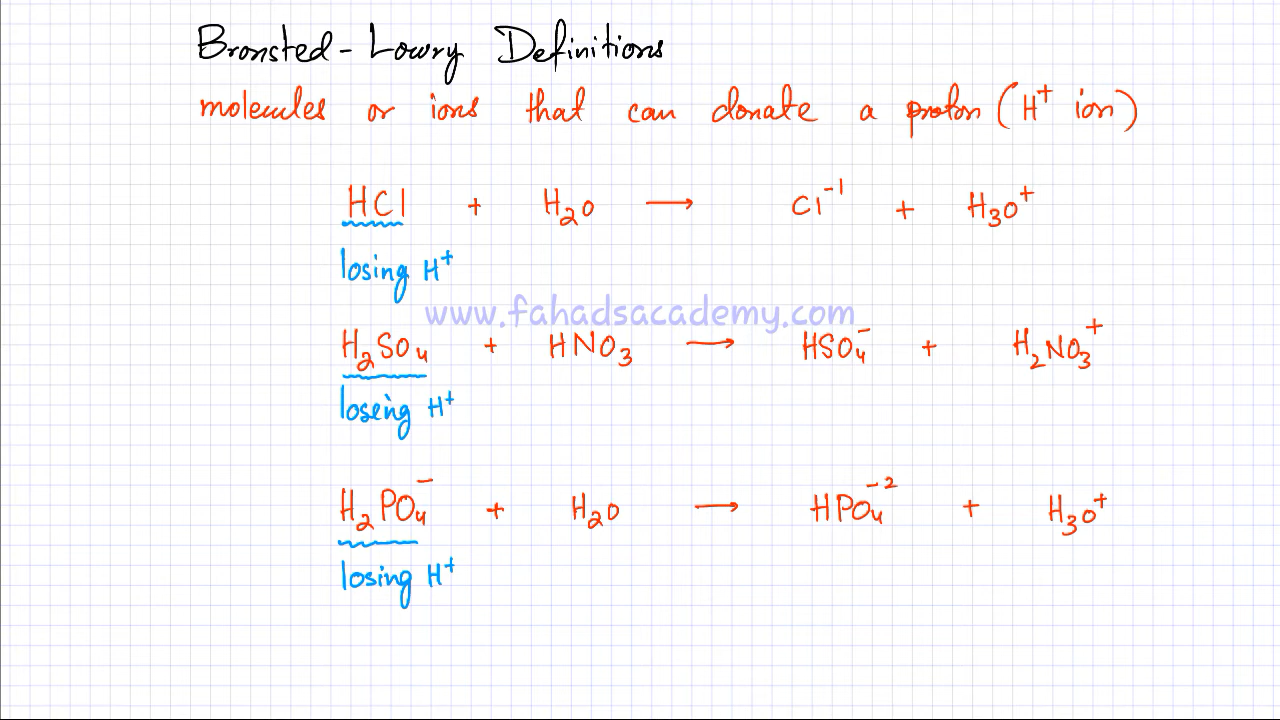 Bronsted-Lowry Definitions
molecules or ions that can donate a proton (H⁺ ion)
HCl + H₂O → Cl⁻¹ + H₃O⁺
losing H⁺
www.fahadsacademy.com
H₂SO₄ + HNO₃ → HSO₄⁻ + H₂NO₃⁺
loseing H⁺
H₂PO₄⁻ + H₂O → HPO₄⁻² + H₃O⁺
losing H⁺